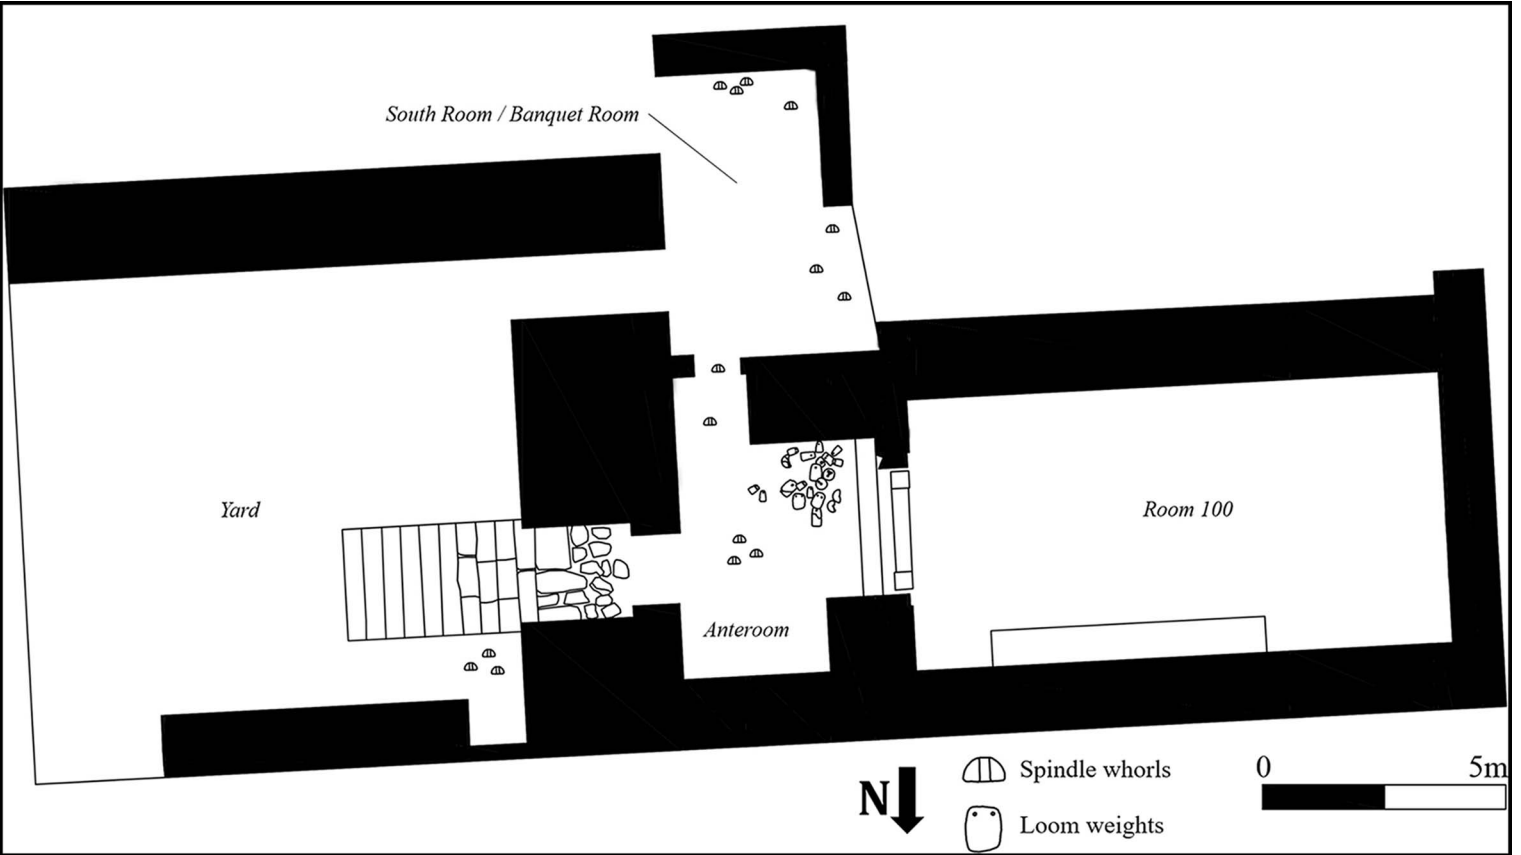 South Room / Banquet Room
Yard
Room 100
Anteroom
N
Spindle whorls
Loom weights
0 5m